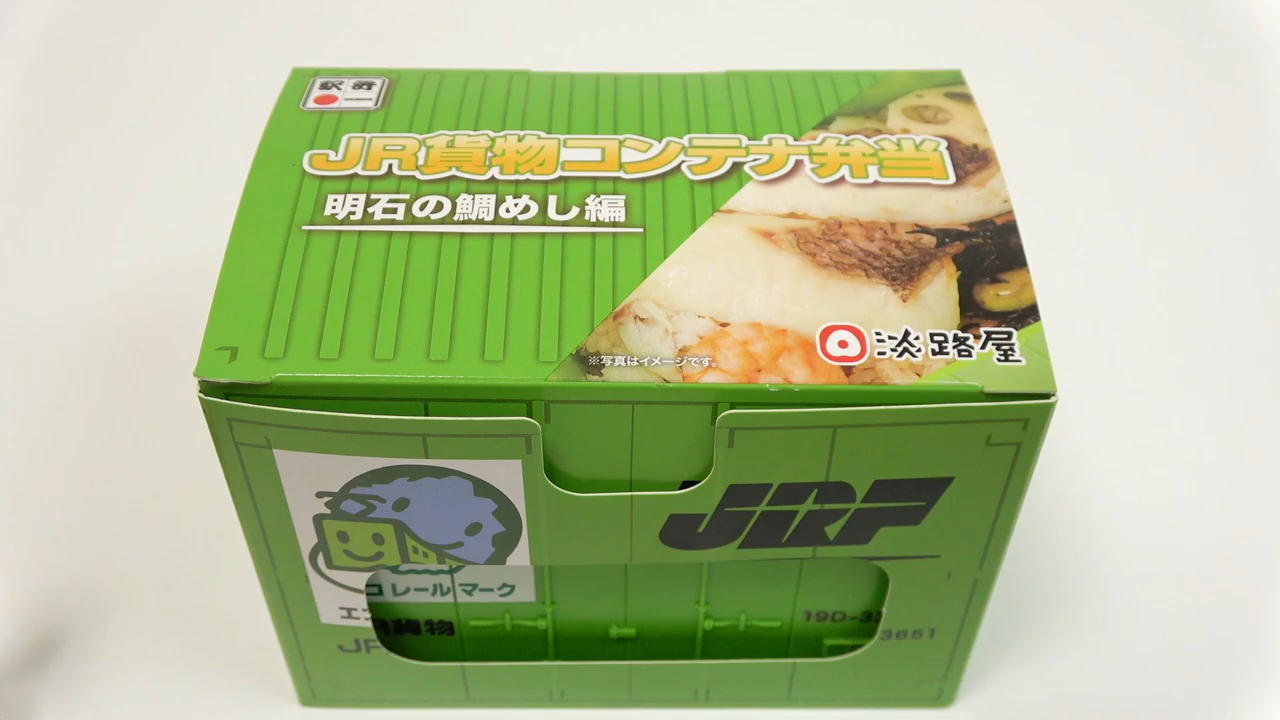 駅弁
JR貨物コンテナ弁当
明石の鯛めし編
※写真はイメージです。
淡路屋
JRF
コレールマーク
エコ
JR貨物
19D-3
3651
JR